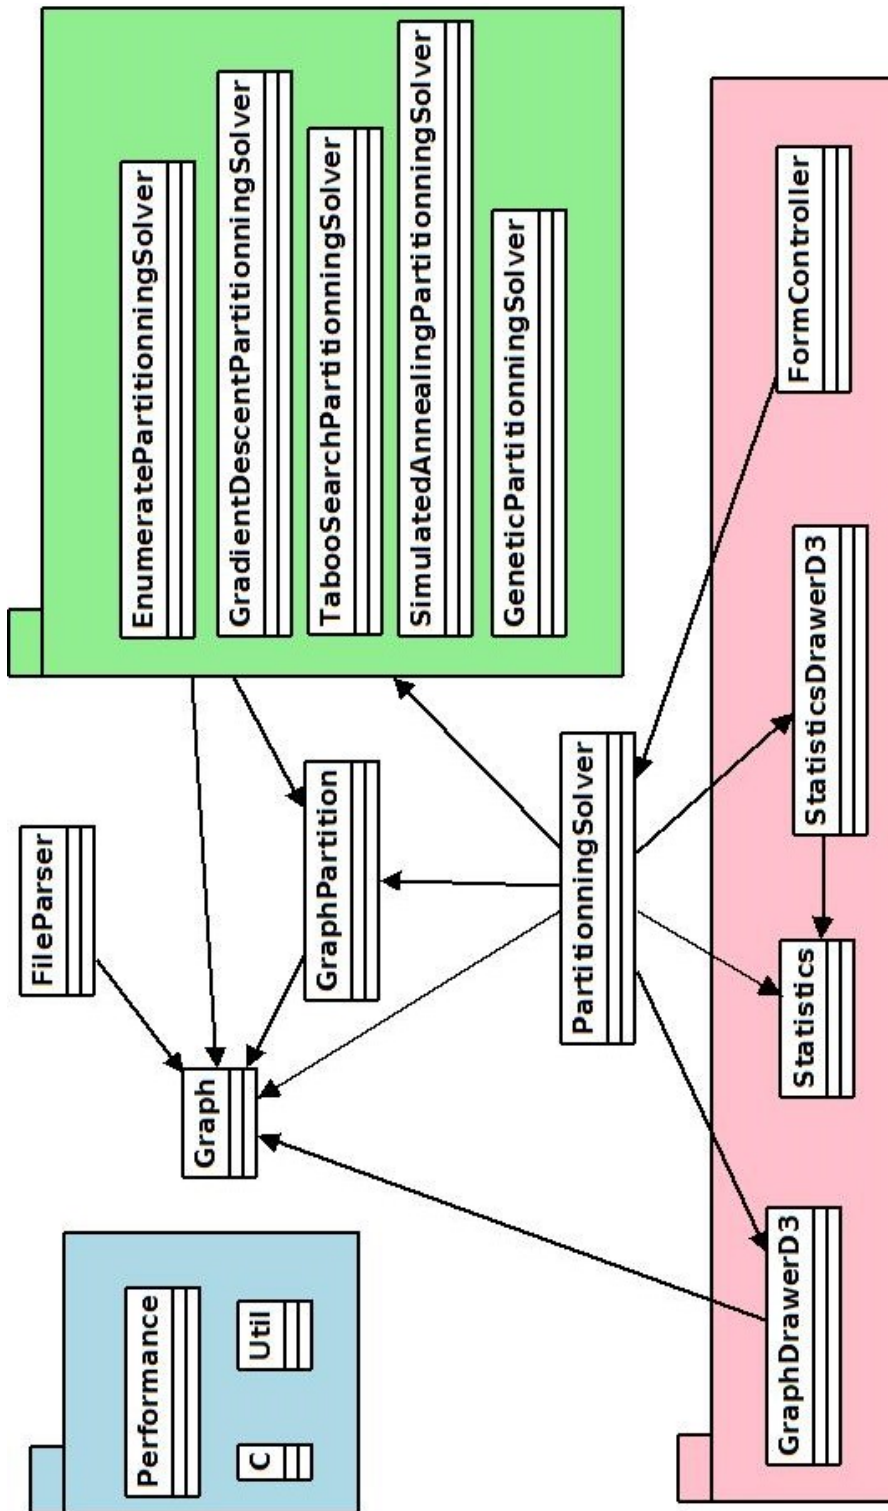 FileParser
Performance
EnumeratePartitionningSolver
Graph
GradientDescentPartitionningSolver
C
Util
GraphPartition
TabooSearchPartitionningSolver
SimulatedAnnealingPartitionningSolver
GeneticPartitionningSolver
PartitionningSolver
GraphDrawerD3
Statistics
StatisticsDrawerD3
FormController